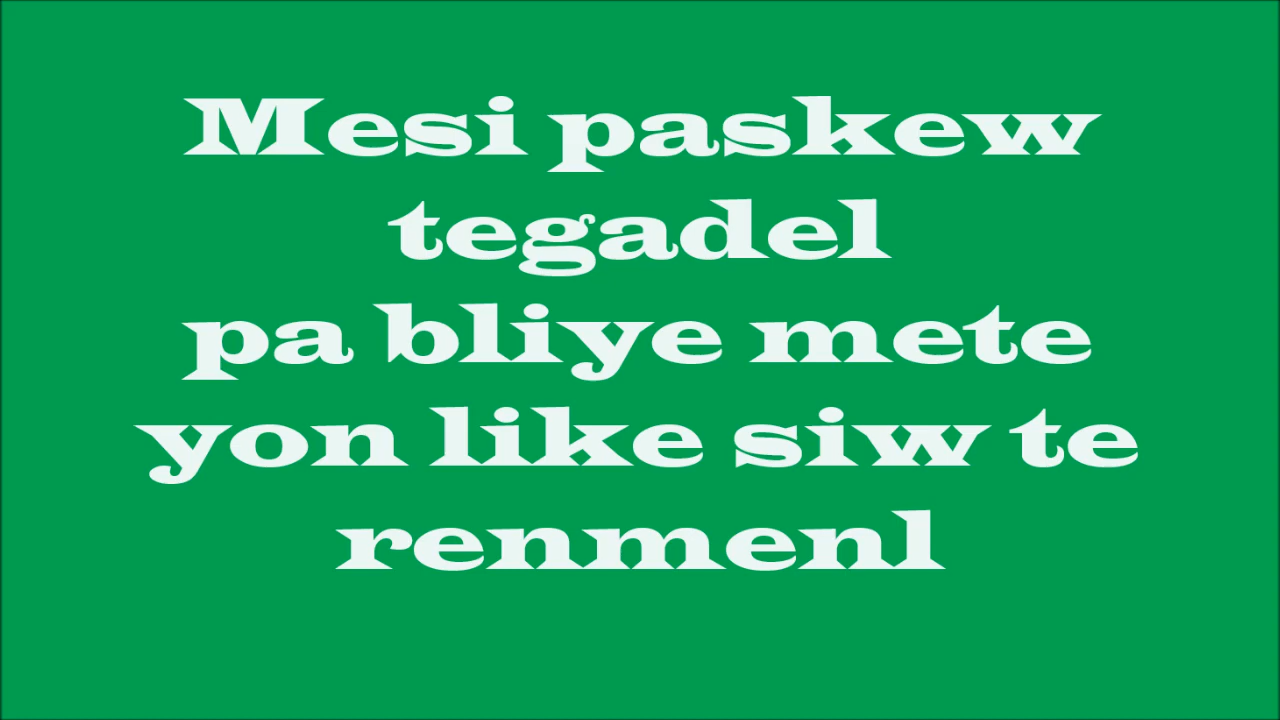 Mesi paskew
tegadel
pa bliye mete
yon like siw te
renmenl